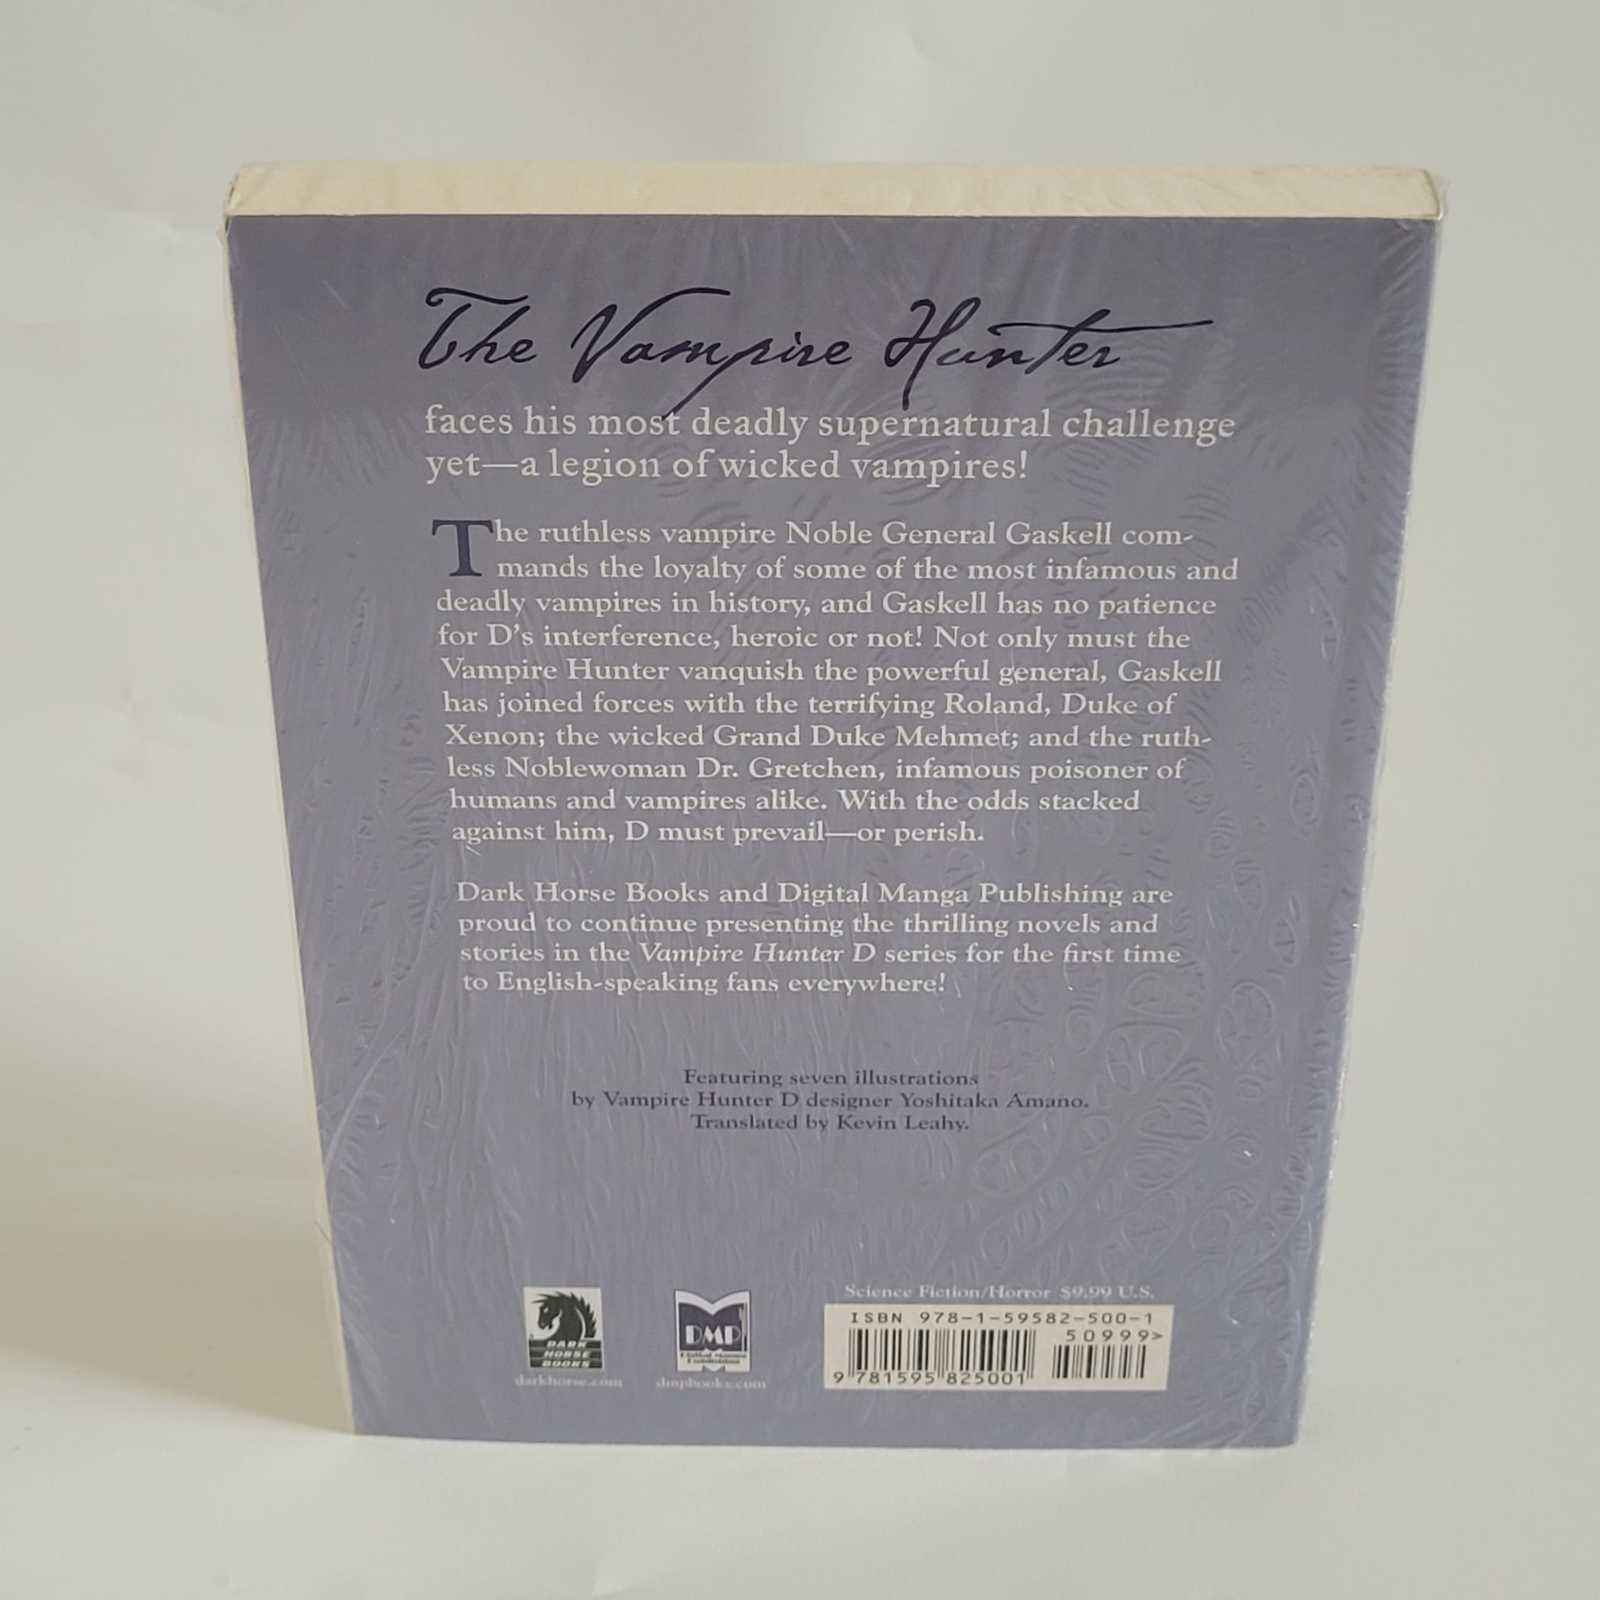 The Vampire Hunter
faces his most deadly supernatural challenge
yet—a legion of wicked vampires!
The ruthless vampire Noble General Gaskell com-
mands the loyalty of some of the most infamous and
deadly vampires in history, and Gaskell has no patience
for D's interference, heroic or not! Not only must the
Vampire Hunter vanquish the powerful general, Gaskell
has joined forces with the terrifying Roland, Duke of
Xenon; the wicked Grand Duke Mehmet; and the ruth-
less Noblewoman Dr. Gretchen, infamous poisoner of
humans and vampires alike. With the odds stacked
against him, D must prevail—or perish.
Dark Horse Books and Digital Manga Publishing are
proud to continue presenting the thrilling novels and
stories in the Vampire Hunter D series for the first time
to English-speaking fans everywhere!
Featuring seven illustrations
by Vampire Hunter D designer Yoshitaka Amano.
Translated by Kevin Leahy.
DARK
HORSE
BOOKS
darkhorse.com
DMP
dmpbooks.com
Science Fiction/Horror $9.99 U.S.
ISBN 978-1-59582-500-1
50999>
9 781595 825001